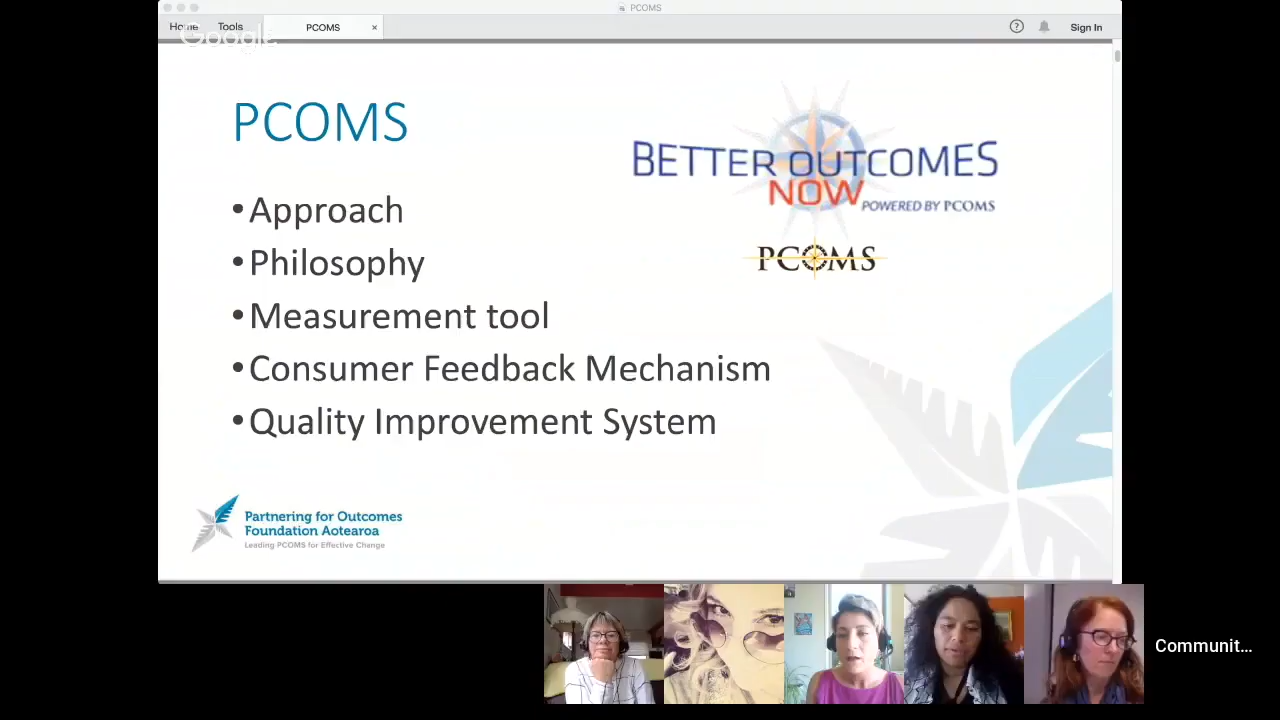 PCOMS
Home Tools PCOMS × ? Sign In
Google
PCOMS
BETTER OUTCOMES
NOW
POWERED BY PCOMS
PCOMS
•Approach
•Philosophy
•Measurement tool
•Consumer Feedback Mechanism
•Quality Improvement System
Partnering for Outcomes
Foundation Aotearoa
Leading PCOMS for Effective Change
Communit...